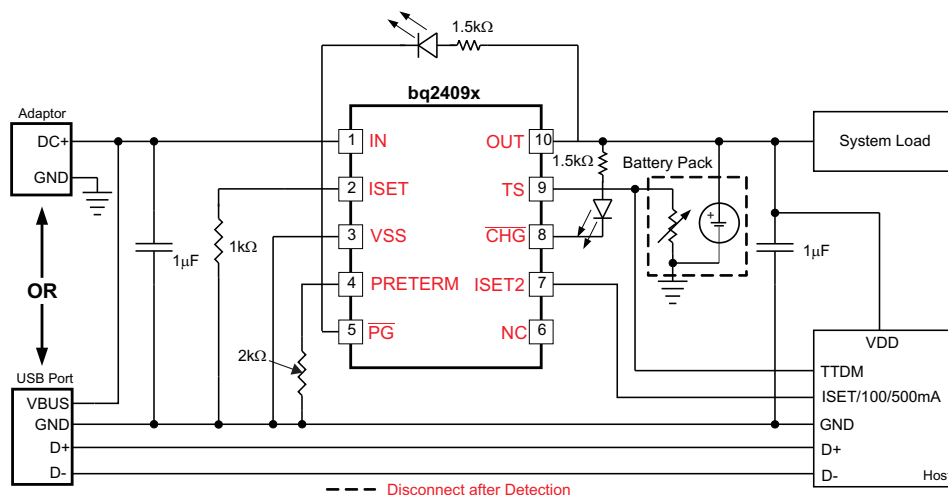 1.5kΩ
bq2409x
Adaptor
DC+
GND
OR
USB Port
VBUS
GND
D+
D-
1μF
1kΩ
2kΩ
1 IN
2 ISET
3 VSS
4 PRETERM
5 PG
OUT 10
TS 9
CHG 8
ISET2 7
NC 6
1.5kΩ
Battery Pack
+
1μF
System Load
VDD
TTDM
ISET/100/500mA
GND
D+
D-
Host
Disconnect after Detection